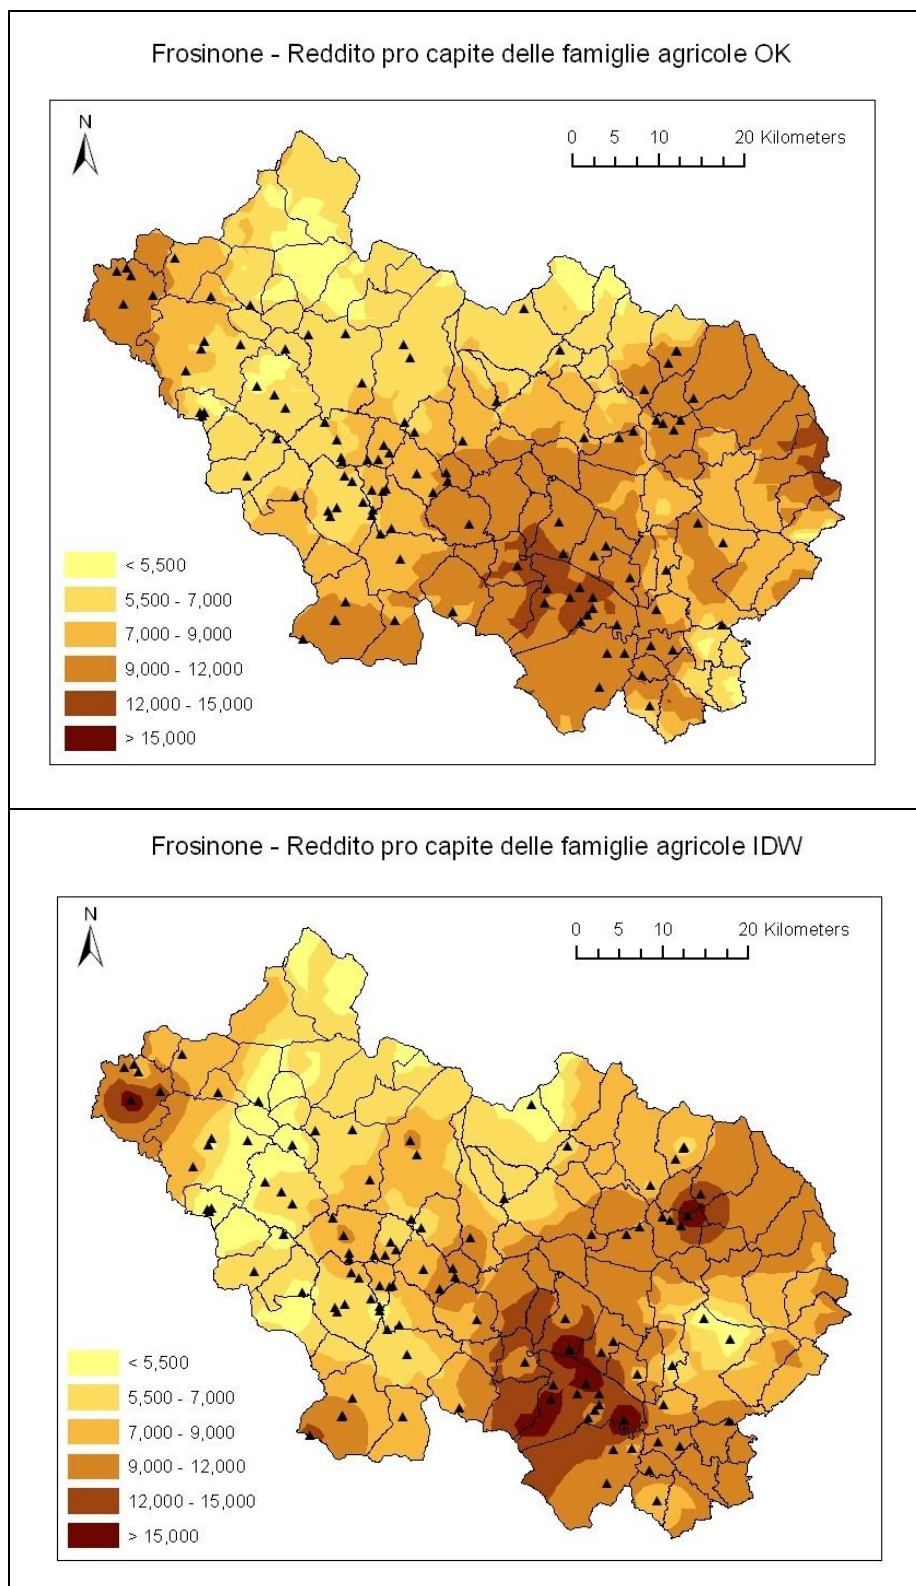 Frosinone - Reddito pro capite delle famiglie agricole OK
N
0 5 10 20 Kilometers
< 5,500
5,500 - 7,000
7,000 - 9,000
9,000 - 12,000
12,000 - 15,000
> 15,000
Frosinone - Reddito pro capite delle famiglie agricole IDW
N
0 5 10 20 Kilometers
< 5,500
5,500 - 7,000
7,000 - 9,000
9,000 - 12,000
12,000 - 15,000
> 15,000